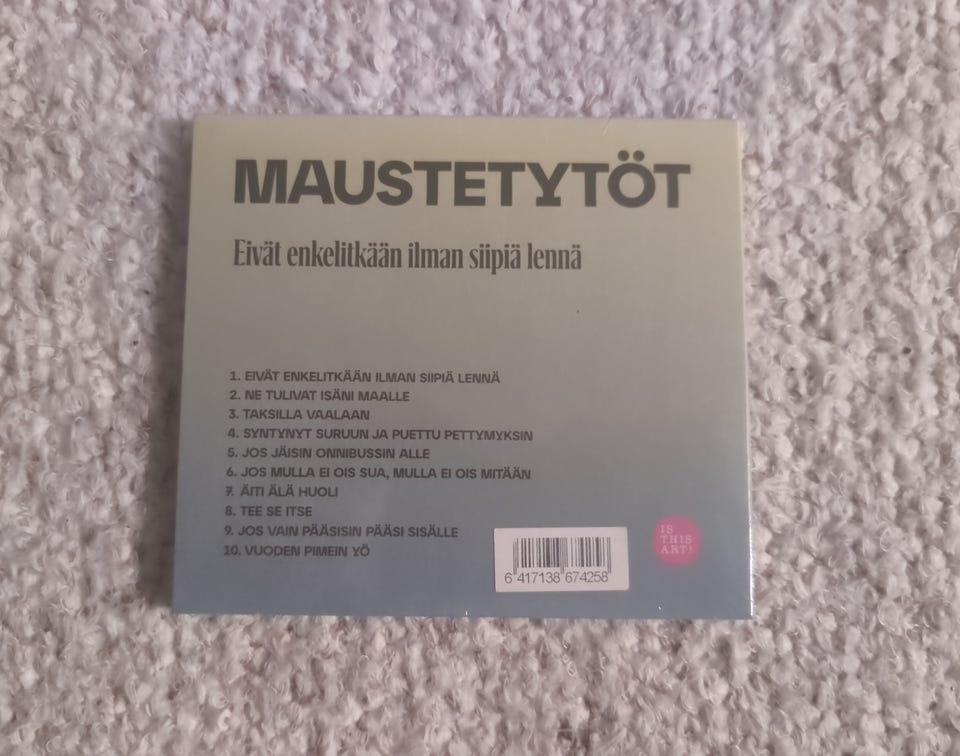 MAUSTETYTÖT
Eivät enkelitkään ilman siipiä lennä
1. EIVÄT ENKELITKÄÄN ILMAN SIIPIÄ LENNÄ
2. NE TULIVAT ISÄNI MAALLE
3. TAKSILLA VAALAAN
4. SYNTYNYT SURUUN JA PUETTU PETTYMYKSIN
5. JOS JÄISIN ONNIBUSSIN ALLE
6. JOS MULLA EI OIS SUA, MULLA EI OIS MITÄÄN
7. ÄITI ÄLÄ HUOLI
8. TEE SE ITSE
9. JOS VAIN PÄÄSISIN PÄÄSI SISÄLLE
10. VUODEN PIMEIN YÖ
6 417138 674258
IS
THIS
ART!